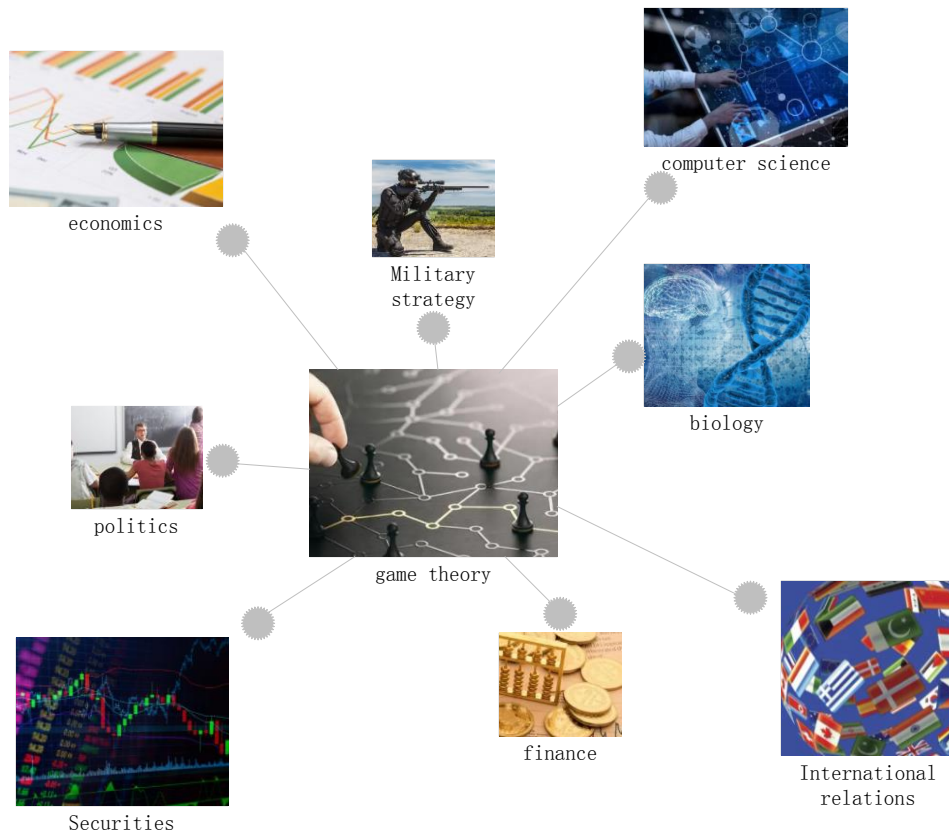 computer science
economics
Military
strategy
biology
politics
game theory
finance
International
relations
Securities